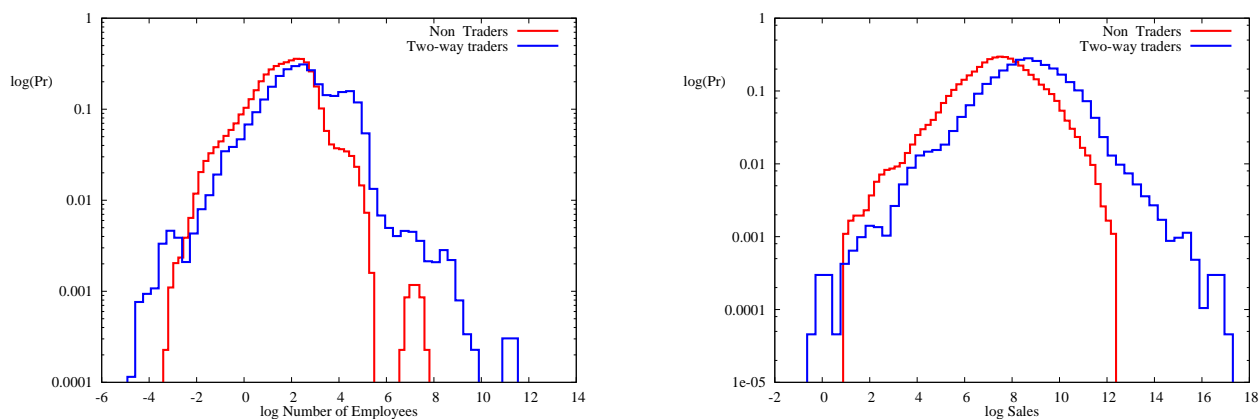 1
Non Traders
Two-way traders
log(Pr)
0.1
0.01
0.001
0.0001
-6 -4 -2 0 2 4 6 8 10 12 14
log Number of Employees
1
Non Traders
Two-way traders
log(Pr)
0.1
0.01
0.001
0.0001
1e-05
-2 0 2 4 6 8 10 12 14 16 18
log Sales